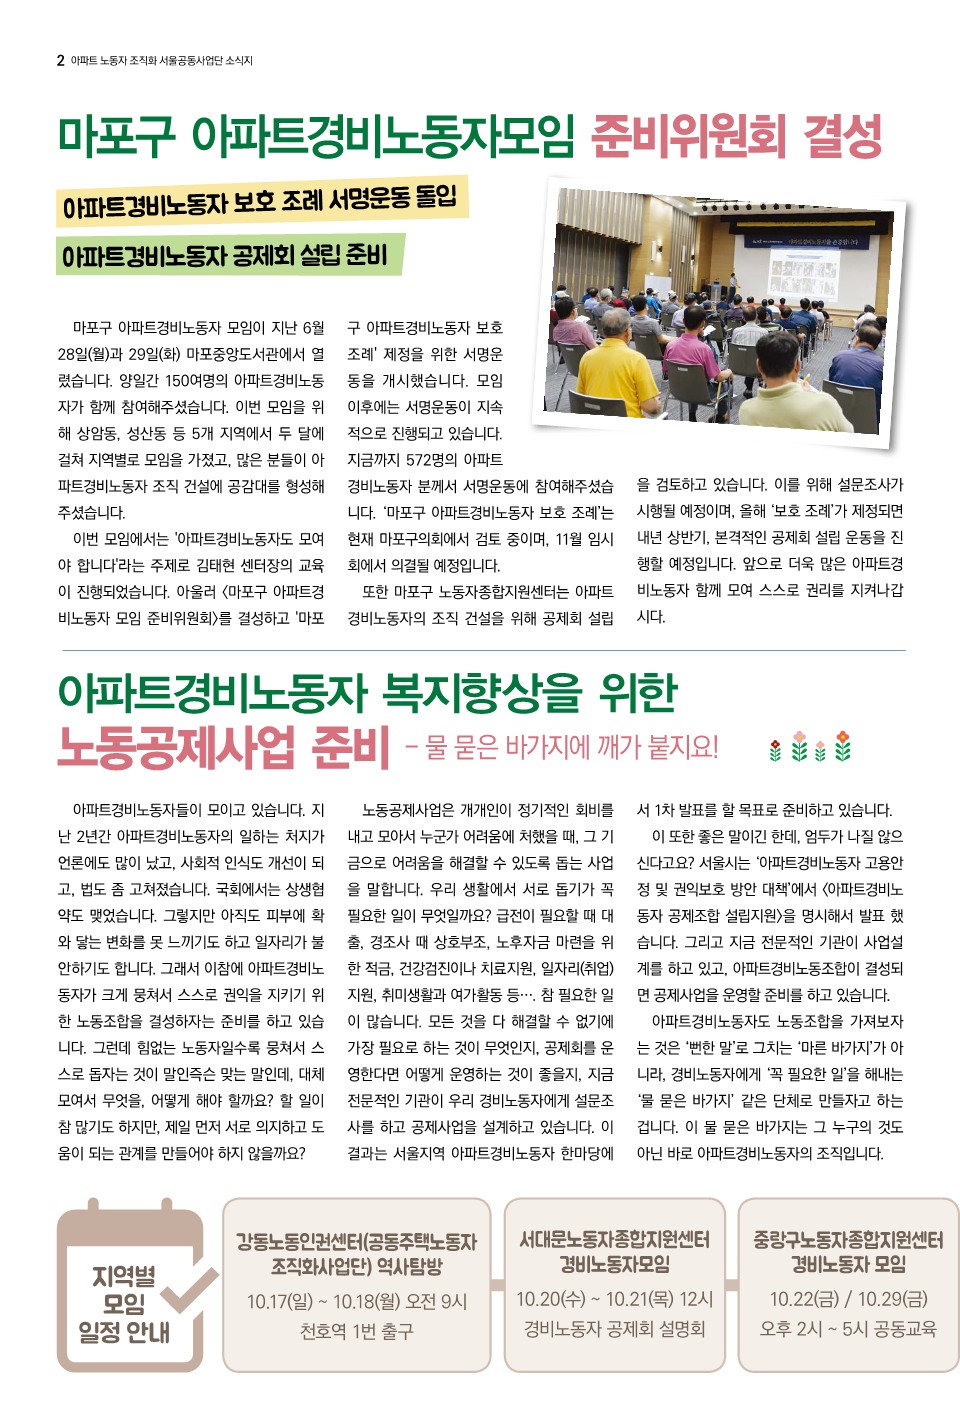 2 아파트 노동자 조직화 서울공동사업단 소식지
마포구 아파트경비노동자모임 준비위원회 결성
아파트경비노동자 보호 조례 서명운동 돌입
아파트경비노동자 공제회 설립 준비
마포구 아파트경비노동자 모임이 지난 6월
28일(월)과 29일(화) 마포중앙도서관에서 열
렸습니다. 양일간 150여명의 아파트경비노동
자가 함께 참여해주셨습니다. 이번 모임을 위
해 상암동, 성산동 등 5개 지역에서 두 달에
걸쳐 지역별로 모임을 가졌고, 많은 분들이 아
파트경비노동자 조직 건설에 공감대를 형성해
주셨습니다.
이번 모임에서는 '아파트경비노동자도 모여
야 합니다'라는 주제로 김태현 센터장의 교육
이 진행되었습니다. 아울러 〈마포구 아파트경
비노동자 모임 준비위원회〉를 결성하고 '마포
구 아파트경비노동자 보호
조례' 제정을 위한 서명운
동을 개시했습니다. 모임
이후에는 서명운동이 지속
적으로 진행되고 있습니다.
지금까지 572명의 아파트
경비노동자 분께서 서명운동에 참여해주셨습
니다. '마포구 아파트경비노동자 보호 조례'는
현재 마포구의회에서 검토 중이며, 11월 임시
회에서 의결될 예정입니다.
또한 마포구 노동자종합지원센터는 아파트
경비노동자의 조직 건설을 위해 공제회 설립
을 검토하고 있습니다. 이를 위해 설문조사가
시행될 예정이며, 올해 '보호 조례'가 제정되면
내년 상반기, 본격적인 공제회 설립 운동을 진
행할 예정입니다. 앞으로 더욱 많은 아파트경
비노동자 함께 모여 스스로 권리를 지켜나갑
시다.
아파트경비노동자 복지향상을 위한
노동공제사업 준비 - 물 묻은 바가지에 깨가 붙지요!
아파트경비노동자들이 모이고 있습니다. 지
난 2년간 아파트경비노동자의 일하는 처지가
언론에도 많이 났고, 사회적 인식도 개선이 되
고, 법도 좀 고쳐졌습니다. 국회에서는 상생협
약도 맺었습니다. 그렇지만 아직도 피부에 확
와 닿는 변화를 못 느끼기도 하고 일자리가 불
안하기도 합니다. 그래서 이참에 아파트경비노
동자가 크게 뭉쳐서 스스로 권익을 지키기 위
한 노동조합을 결성하자는 준비를 하고 있습
니다. 그런데 힘없는 노동자일수록 뭉쳐서 스
스로 돕자는 것이 말인즉슨 맞는 말인데, 대체
모여서 무엇을, 어떻게 해야 할까요? 할 일이
참 많기도 하지만, 제일 먼저 서로 의지하고 도
움이 되는 관계를 만들어야 하지 않을까요?
노동공제사업은 개개인이 정기적인 회비를
내고 모아서 누군가 어려움에 처했을 때, 그 기
금으로 어려움을 해결할 수 있도록 돕는 사업
을 말합니다. 우리 생활에서 서로 돕기가 꼭
필요한 일이 무엇일까요? 급전이 필요할 때 대
출, 경조사 때 상호부조, 노후자금 마련을 위
한 적금, 건강검진이나 치료지원, 일자리(취업)
지원, 취미생활과 여가활동 등…. 참 필요한 일
이 많습니다. 모든 것을 다 해결할 수 없기에
가장 필요로 하는 것이 무엇인지, 공제회를 운
영한다면 어떻게 운영하는 것이 좋을지, 지금
전문적인 기관이 우리 경비노동자에게 설문조
사를 하고 공제사업을 설계하고 있습니다. 이
결과는 서울지역 아파트경비노동자 한마당에
서 1차 발표를 할 목표로 준비하고 있습니다.
이 또한 좋은 말이긴 한데, 엄두가 나질 않으
신다고요? 서울시는 '아파트경비노동자 고용안
정 및 권익보호 방안 대책'에서 〈아파트경비노
동자 공제조합 설립지원〉을 명시해서 발표 했
습니다. 그리고 지금 전문적인 기관이 사업설
계를 하고 있고, 아파트경비노동조합이 결성되
면 공제사업을 운영할 준비를 하고 있습니다.
아파트경비노동자도 노동조합을 가져보자
는 것은 '뻔한 말'로 그치는 '마른 바가지'가 아
니라, 경비노동자에게 '꼭 필요한 일'을 해내는
'물 묻은 바가지' 같은 단체로 만들자고 하는
겁니다. 이 물 묻은 바가지는 그 누구의 것도
아닌 바로 아파트경비노동자의 조직입니다.
지역별
모임
일정 안내
강동노동인권센터(공동주택노동자
조직화사업단) 역사탐방
10.17(일) ~ 10.18(월) 오전 9시
천호역 1번 출구
서대문노동자종합지원센터
경비노동자모임
10.20(수) ~ 10.21(목) 12시
경비노동자 공제회 설명회
중랑구노동자종합지원센터
경비노동자 모임
10.22(금) / 10.29(금)
오후 2시 ~ 5시 공동교육